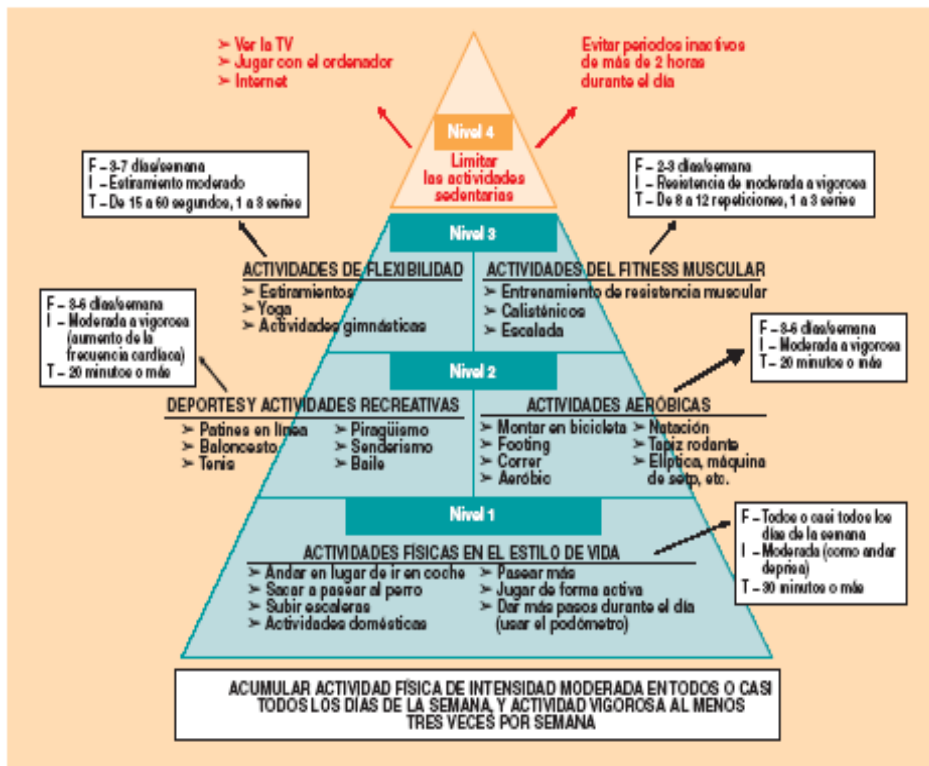 ➤ Ver la TV
➤ Jugar con el ordenador
➤ Internet
Evitar periodos inactivos
de más de 2 horas
durante el día
Nivel 4
Limitar
las actividades
sedentarias
F – 3-7 días/semana
I – Estiramiento moderado
T – De 15 a 60 segundos, 1 a 3 series
F – 2-3 días/semana
I – Resistencia de moderada a vigorosa
T – De 8 a 12 repeticiones, 1 a 3 series
Nivel 3
ACTIVIDADES DE FLEXIBILIDAD
➤ Estiramientos
➤ Yoga
➤ Actividades gimnásticas
ACTIVIDADES DEL FITNESS MUSCULAR
➤ Entrenamiento de resistencia muscular
➤ Calisténicos
➤ Escalada
F – 3-6 días/semana
I – Moderada a vigorosa
(aumento de la
frecuencia cardíaca)
T – 20 minutos o más
F – 3-6 días/semana
I – Moderada a vigorosa
T – 20 minutos o más
Nivel 2
DEPORTES Y ACTIVIDADES RECREATIVAS
➤ Patines en línea
➤ Baloncesto
➤ Tenis
➤ Piragüismo
➤ Senderismo
➤ Baile
ACTIVIDADES AERÓBICAS
➤ Montar en bicicleta
➤ Footing
➤ Correr
➤ Aeróbic
➤ Natación
➤ Tapiz rodante
➤ Elíptica, máquina
de setp, etc.
Nivel 1
ACTIVIDADES FÍSICAS EN EL ESTILO DE VIDA
➤ Andar en lugar de ir en coche
➤ Sacar a pasear al perro
➤ Subir escaleras
➤ Actividades domésticas
➤ Pasear más
➤ Jugar de forma activa
➤ Dar más pasos durante el día
(usar el podómetro)
F – Todos o casi todos los
días de la semana
I – Moderada (como andar
deprisa)
T – 30 minutos o más
ACUMULAR ACTIVIDAD FÍSICA DE INTENSIDAD MODERADA EN TODOS O CASI
TODOS LOS DÍAS DE LA SEMANA, Y ACTIVIDAD VIGOROSA AL MENOS
TRES VECES POR SEMANA